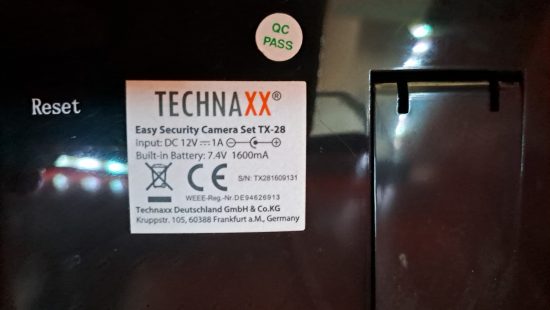 QC
PASS
Reset
TECHNAXX®
Easy Security Camera Set TX-28
Input: DC 12V⎓1A
Built-in Battery: 7.4V 1600mA
CE
S/N: TX281609131
WEEE-Reg.-Nr.DE94626913
Technaxx Deutschland GmbH & Co.KG
Kruppstr. 105, 60388 Frankfurt a.M., Germany